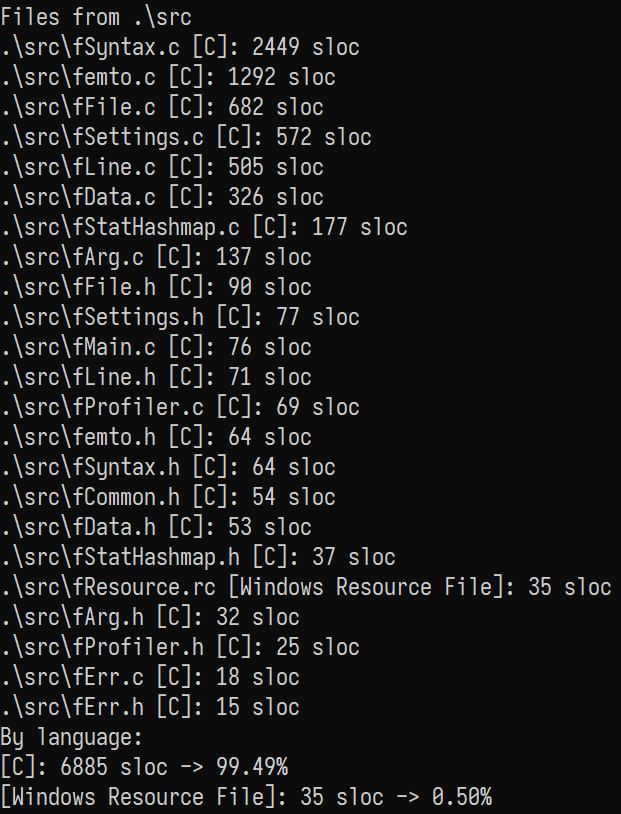 Files from .\src
.\src\fSyntax.c [C]: 2449 sloc
.\src\femto.c [C]: 1292 sloc
.\src\fFile.c [C]: 682 sloc
.\src\fSettings.c [C]: 572 sloc
.\src\fLine.c [C]: 505 sloc
.\src\fData.c [C]: 326 sloc
.\src\fStatHashmap.c [C]: 177 sloc
.\src\fArg.c [C]: 137 sloc
.\src\fFile.h [C]: 90 sloc
.\src\fSettings.h [C]: 77 sloc
.\src\fMain.c [C]: 76 sloc
.\src\fLine.h [C]: 71 sloc
.\src\fProfiler.c [C]: 69 sloc
.\src\femto.h [C]: 64 sloc
.\src\fSyntax.h [C]: 64 sloc
.\src\fCommon.h [C]: 54 sloc
.\src\fData.h [C]: 53 sloc
.\src\fStatHashmap.h [C]: 37 sloc
.\src\fResource.rc [Windows Resource File]: 35 sloc
.\src\fArg.h [C]: 32 sloc
.\src\fProfiler.h [C]: 25 sloc
.\src\fErr.c [C]: 18 sloc
.\src\fErr.h [C]: 15 sloc
By language:
[C]: 6885 sloc -> 99.49%
[Windows Resource File]: 35 sloc -> 0.50%